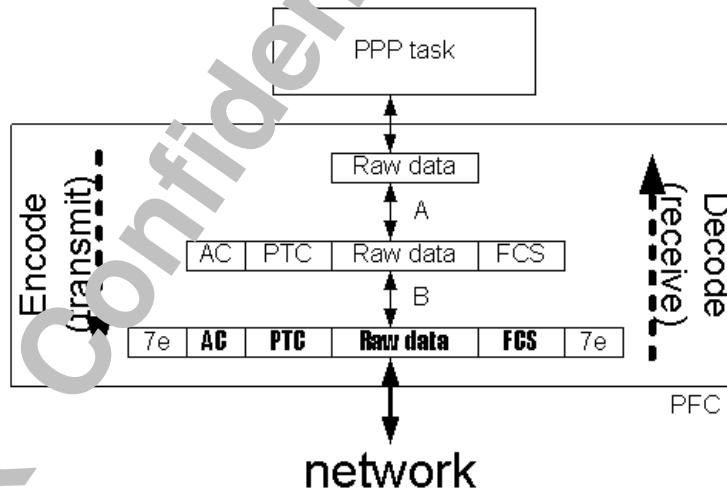 PPP task
Raw data
A
AC PTC Raw data FCS
B
7e AC PTC Raw data FCS 7e
Encode
(transmit)
Decode
(receive)
PFC
network